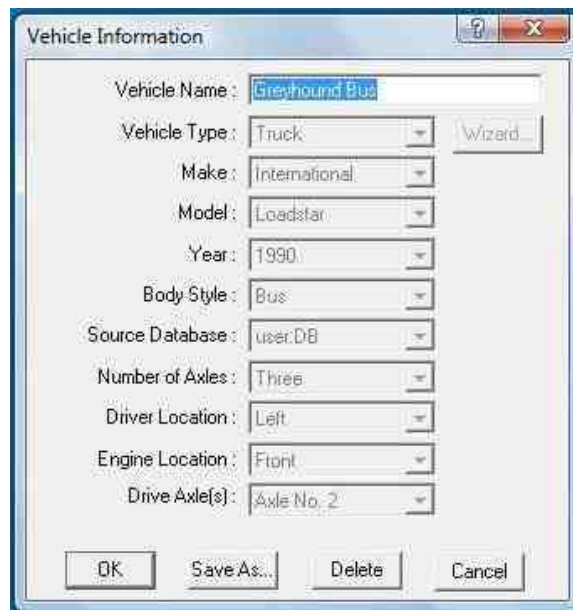 Vehicle Information
Vehicle Name : Greyhound Bus
Vehicle Type : Truck Wizard...
Make : International
Model : Loadstar
Year : 1990
Body Style : Bus
Source Database : user.DB
Number of Axles : Three
Driver Location : Left
Engine Location : Front
Drive Axle(s) : Axle No. 2
OK Save As... Delete Cancel